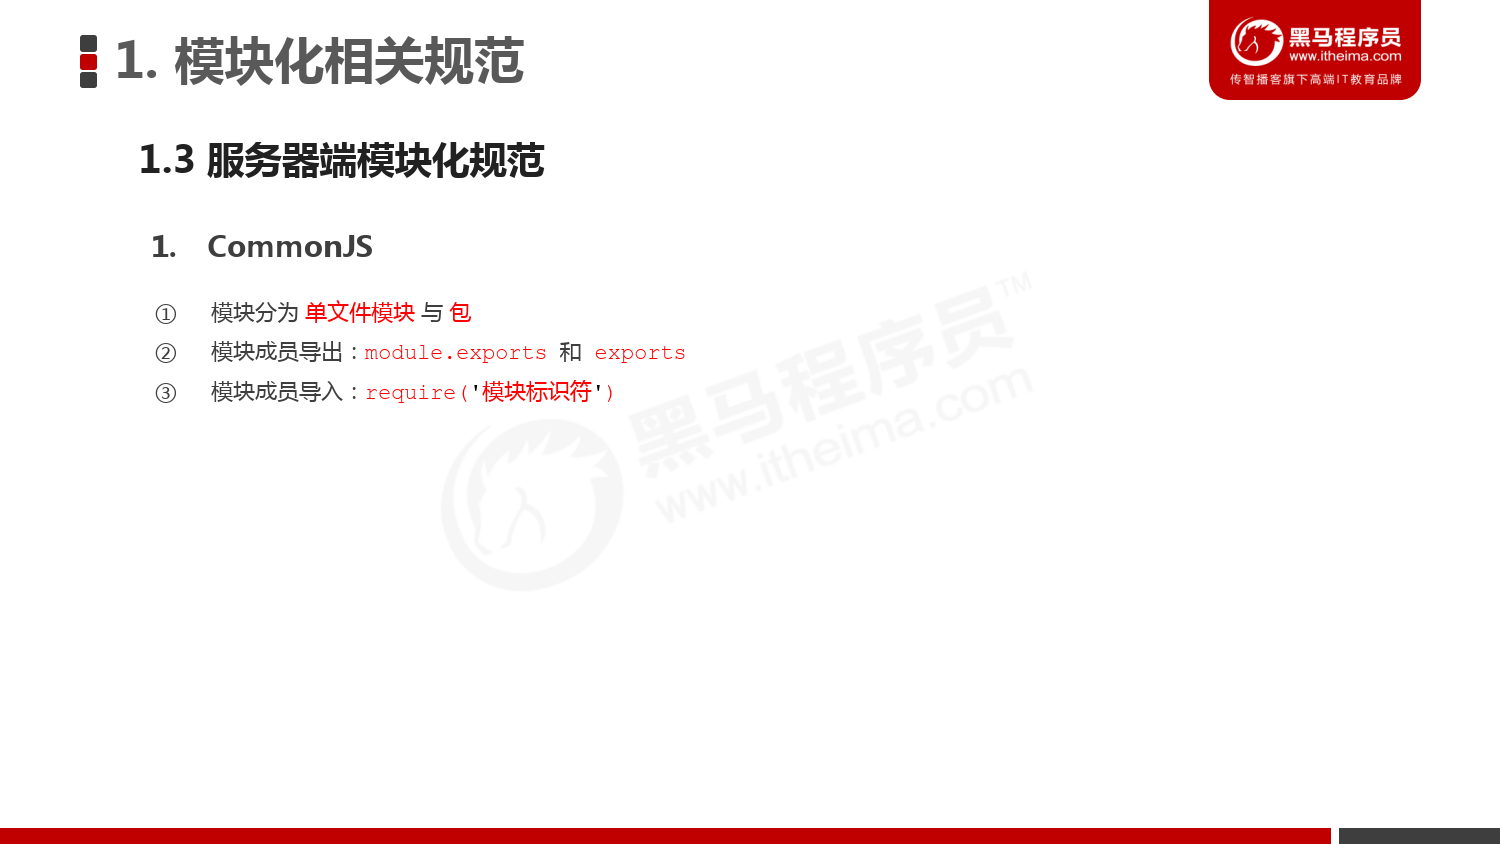 1. 模块化相关规范
黑马程序员
www.itheima.com
传智播客旗下高端IT教育品牌
1.3 服务器端模块化规范
1. CommonJS
① 模块分为 单文件模块 与 包
② 模块成员导出：module.exports 和 exports
③ 模块成员导入：require('模块标识符')
黑马程序员™
www.itheima.com